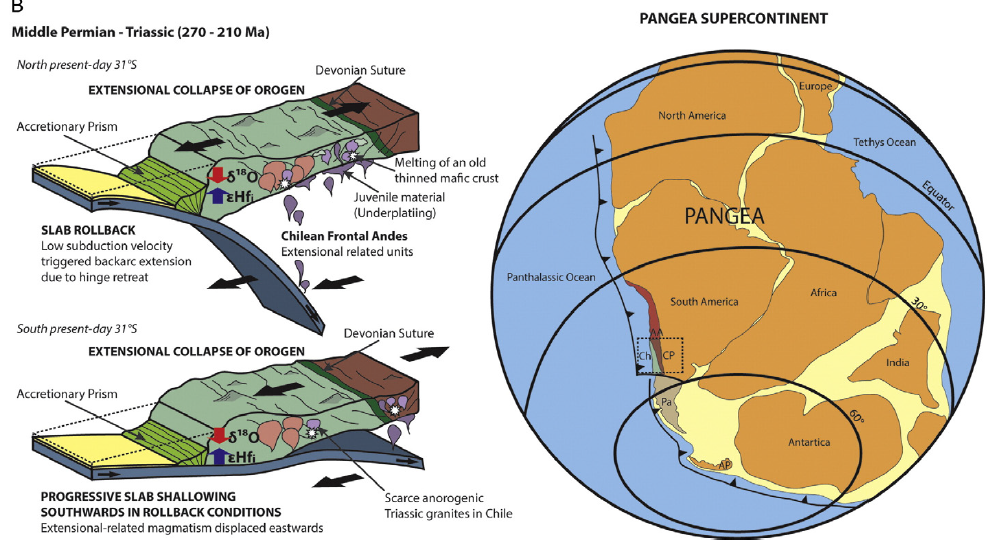 B
Middle Permian - Triassic (270 - 210 Ma)
North present-day 31°S
EXTENSIONAL COLLAPSE OF OROGEN
Devonian Suture
Accretionary Prism
δ18O
εHfi
Melting of an old
thinned mafic crust
Juvenile material
(Underplatiing)
SLAB ROLLBACK
Low subduction velocity
triggered backarc extension
due to hinge retreat
Chilean Frontal Andes
Extensional related units
South present-day 31°S
EXTENSIONAL COLLAPSE OF OROGEN
Devonian Suture
Accretionary Prism
δ18O
εHfi
PROGRESSIVE SLAB SHALLOWING
SOUTHWARDS IN ROLLBACK CONDITIONS
Extensional-related magmatism displaced eastwards
Scarce anorogenic
Triassic granites in Chile
PANGEA SUPERCONTINENT
Europe
North America
Tethys Ocean
Equator
PANGEA
Panthalassic Ocean
South America
Africa
30°
AA
Ch
CP
India
Pa
60°
Antartica
AP